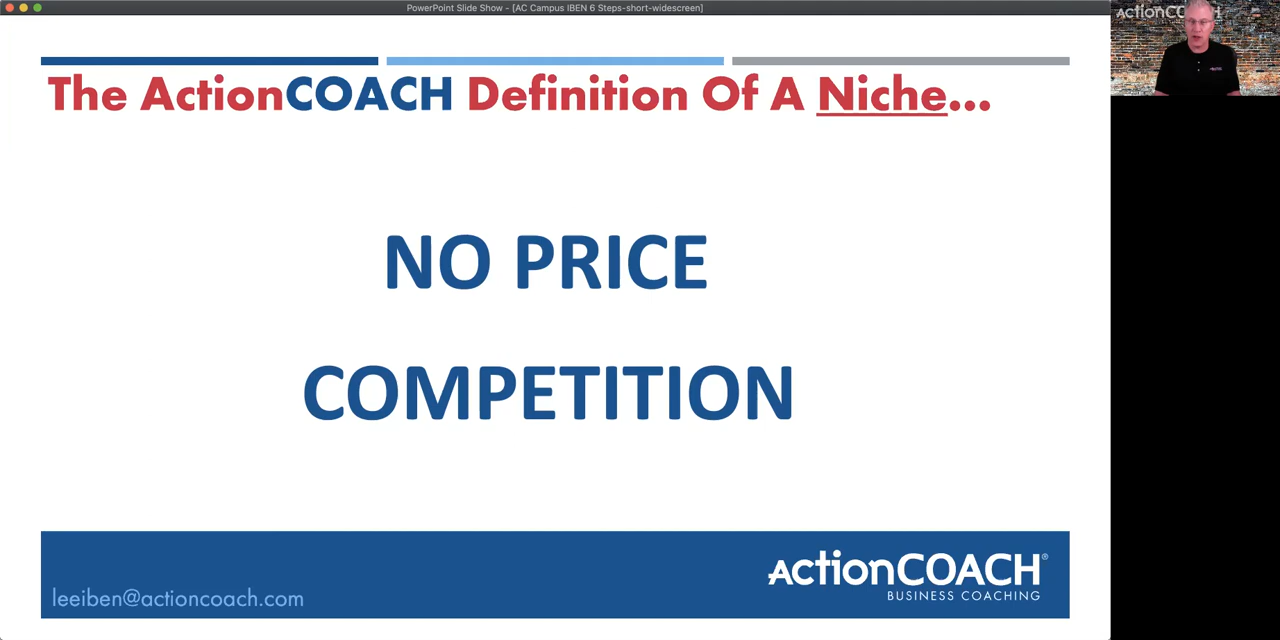 PowerPoint Slide Show - [AC Campus IBEN 6 Steps-short-widescreen]
The ActionCOACH Definition Of A Niche...
NO PRICE
COMPETITION
leeiben@actioncoach.com
ActionCOACH®
BUSINESS COACHING